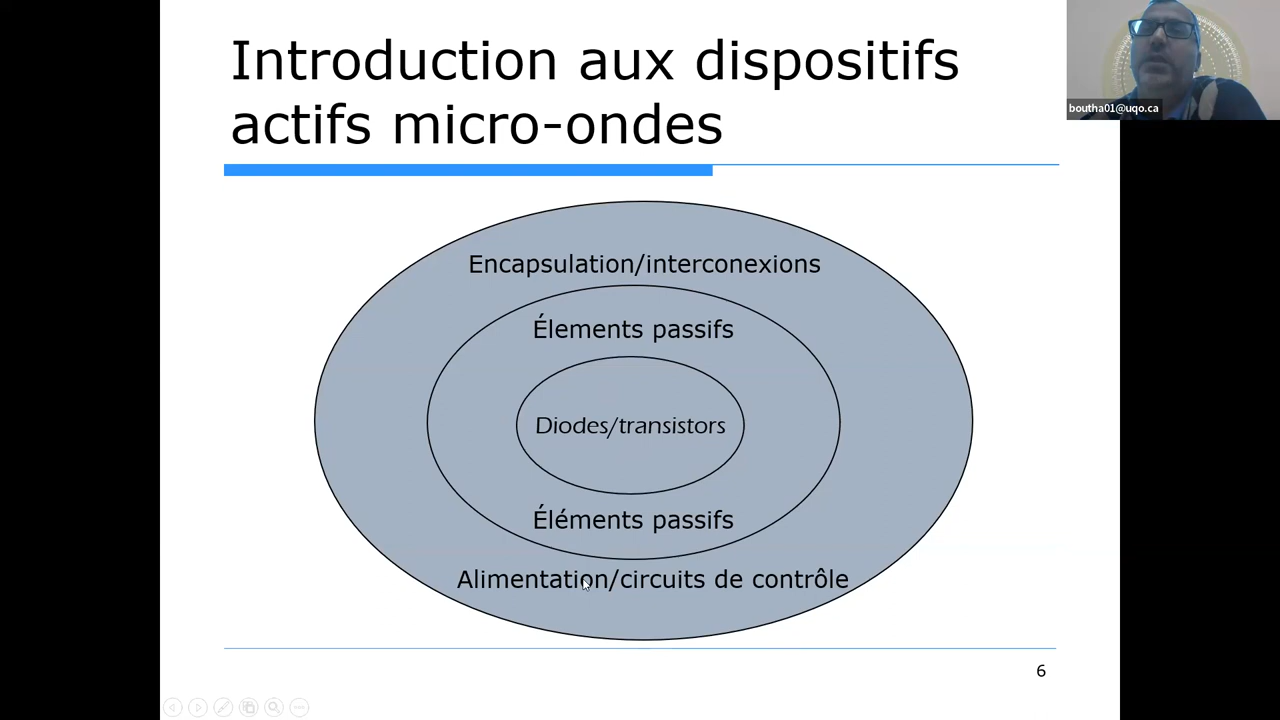 Introduction aux dispositifs
actifs micro-ondes
boutha01@uqo.ca
Encapsulation/interconexions
Élements passifs
Diodes/transistors
Éléments passifs
Alimentation/circuits de contrôle
6